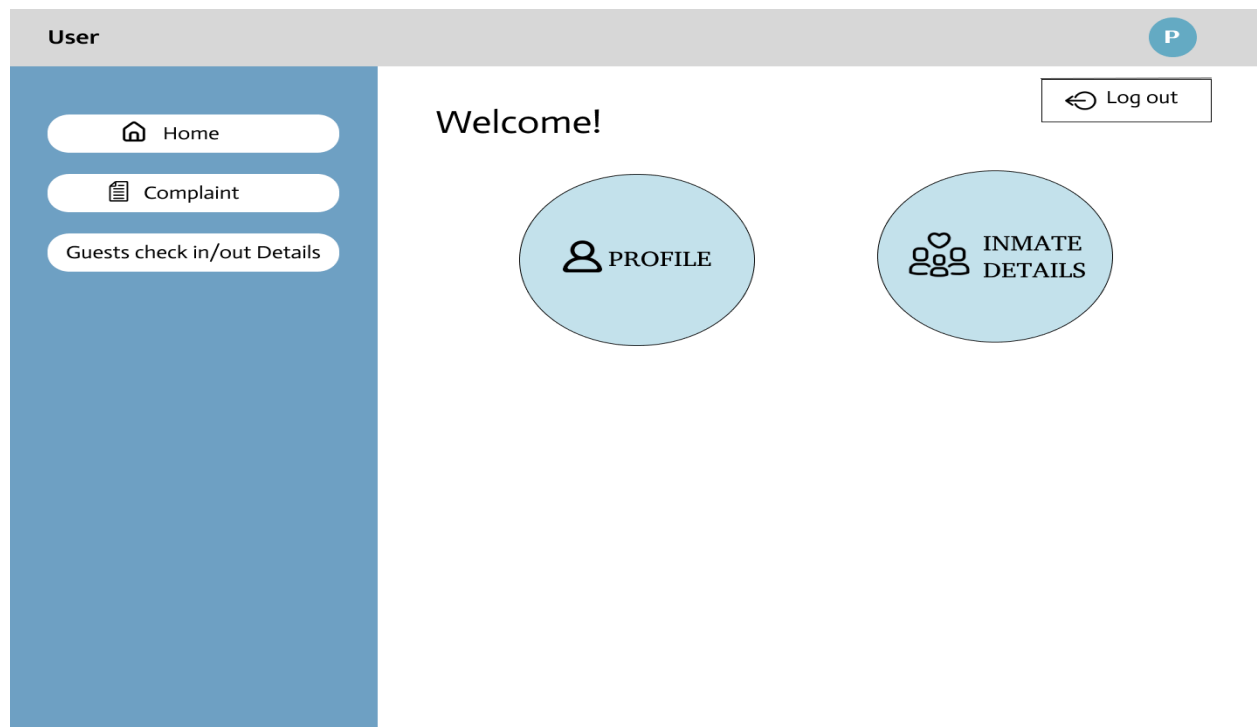 User
P
Home
Complaint
Guests check in/out Details
Welcome!
Log out
PROFILE
INMATE
DETAILS